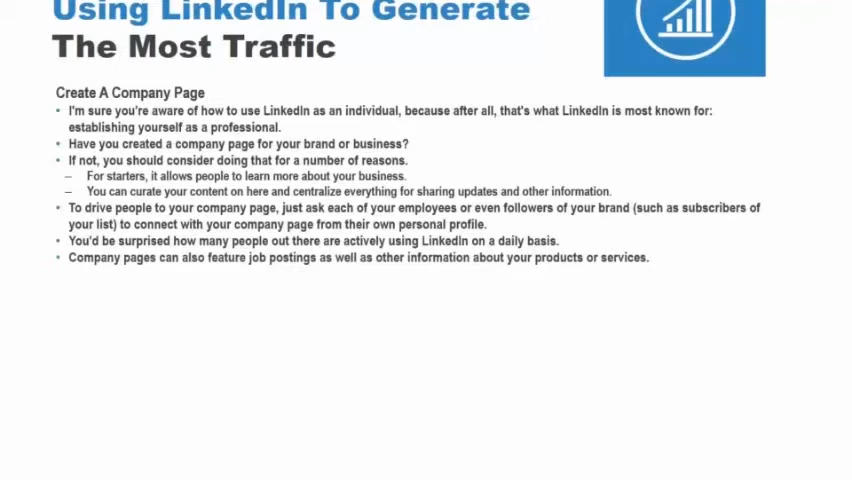 Using LinkedIn To Generate
The Most Traffic
Create A Company Page
• I'm sure you're aware of how to use LinkedIn as an individual, because after all, that's what LinkedIn is most known for:
establishing yourself as a professional.
• Have you created a company page for your brand or business?
• If not, you should consider doing that for a number of reasons.
– For starters, it allows people to learn more about your business.
– You can curate your content on here and centralize everything for sharing updates and other information.
• To drive people to your company page, just ask each of your employees or even followers of your brand (such as subscribers of
your list) to connect with your company page from their own personal profile.
• You'd be surprised how many people out there are actively using LinkedIn on a daily basis.
• Company pages can also feature job postings as well as other information about your products or services.